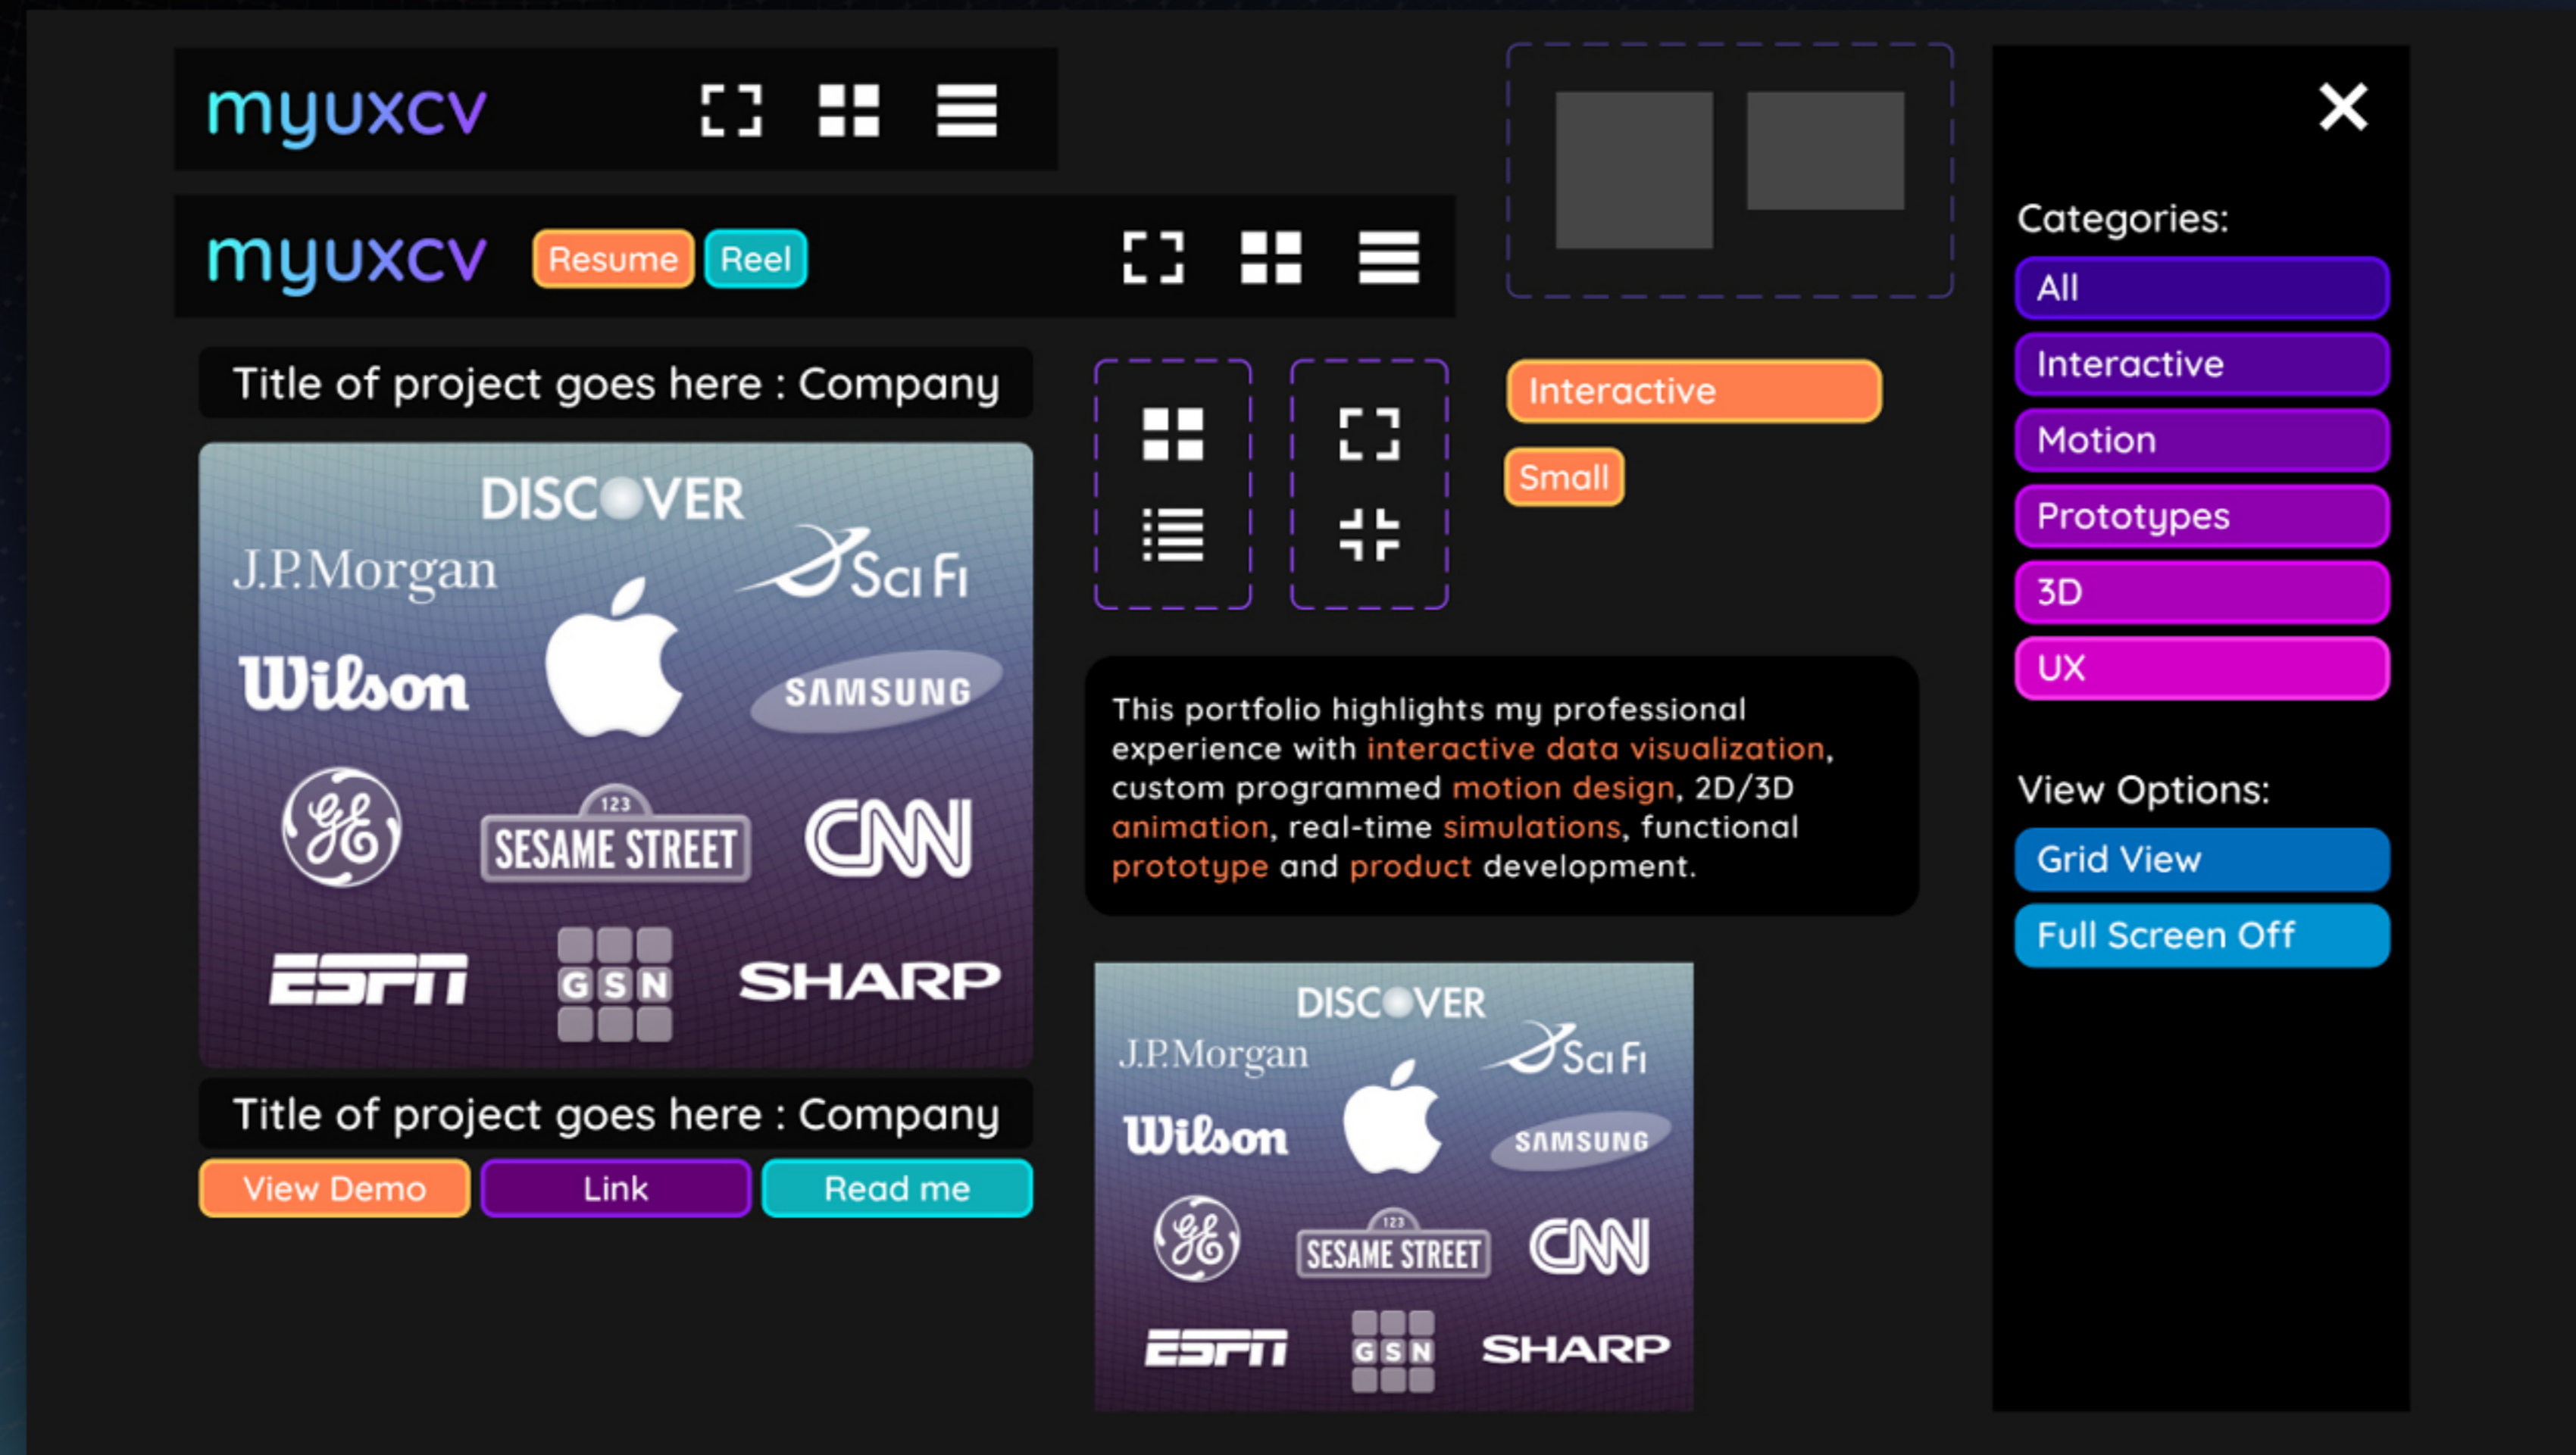 myuxcv
myuxcv Resume Reel
Title of project goes here : Company
DISCOVER
J.P.Morgan
SCI FI
Wilson
SAMSUNG
GE
123
SESAME STREET
CNN
ESPN
GSN
SHARP
Title of project goes here : Company
View Demo Link Read me
Interactive
Small
This portfolio highlights my professional
experience with interactive data visualization,
custom programmed motion design, 2D/3D
animation, real-time simulations, functional
prototype and product development.
DISCOVER
J.P.Morgan
SCI FI
Wilson
SAMSUNG
GE
123
SESAME STREET
CNN
ESPN
GSN
SHARP
Categories:
All
Interactive
Motion
Prototypes
3D
UX
View Options:
Grid View
Full Screen Off